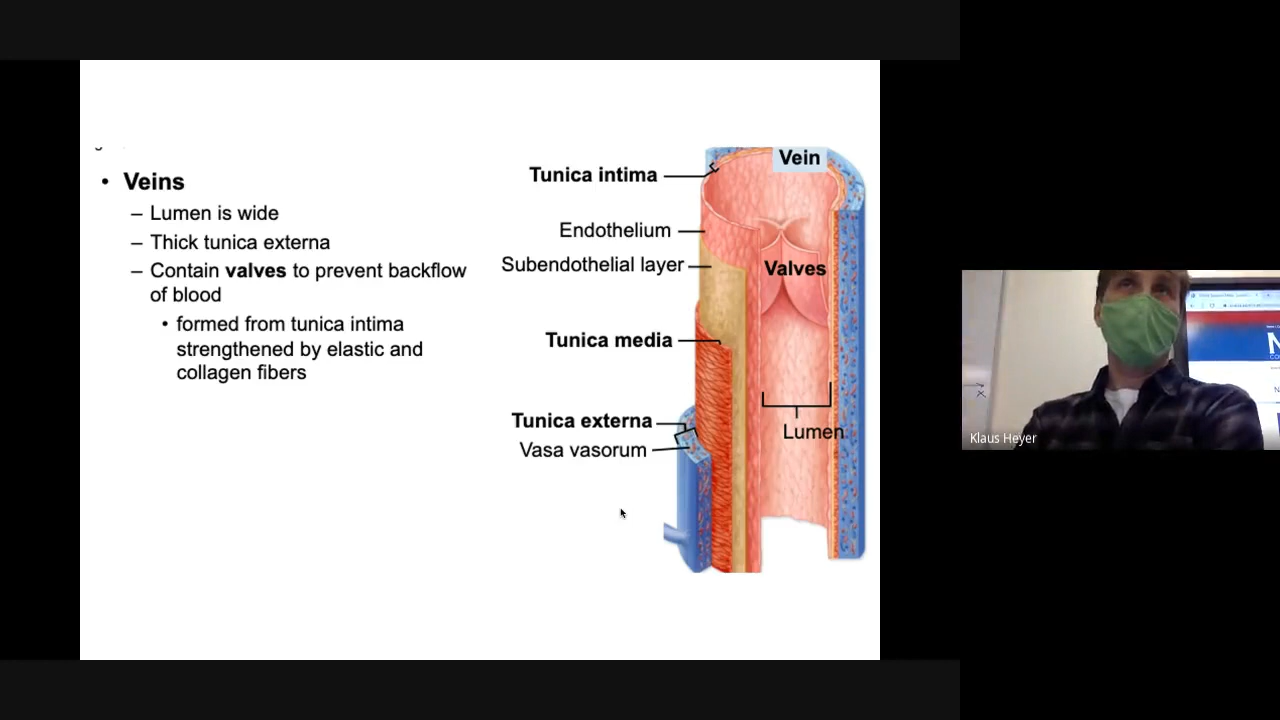 • Veins
– Lumen is wide
– Thick tunica externa
– Contain valves to prevent backflow
of blood
• formed from tunica intima
strengthened by elastic and
collagen fibers
Vein
Tunica intima
Endothelium
Subendothelial layer
Valves
Tunica media
Tunica externa
Lumen
Vasa vasorum
Klaus Heyer